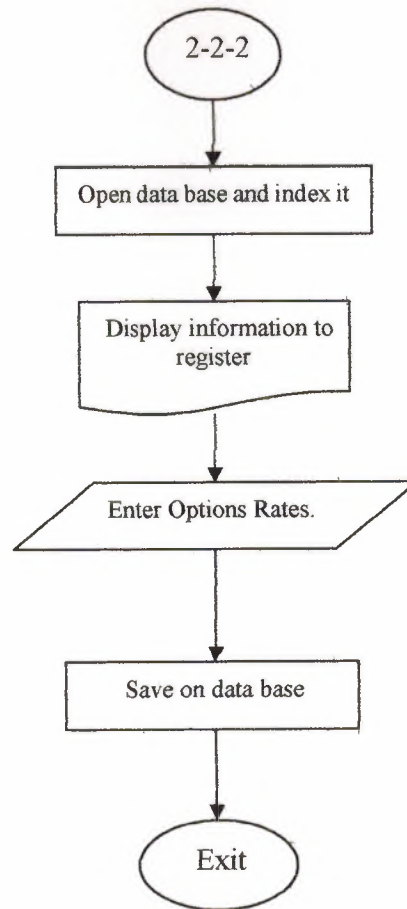 2-2-2
Open data base and index it
Display information to
register
Enter Options Rates.
Save on data base
Exit